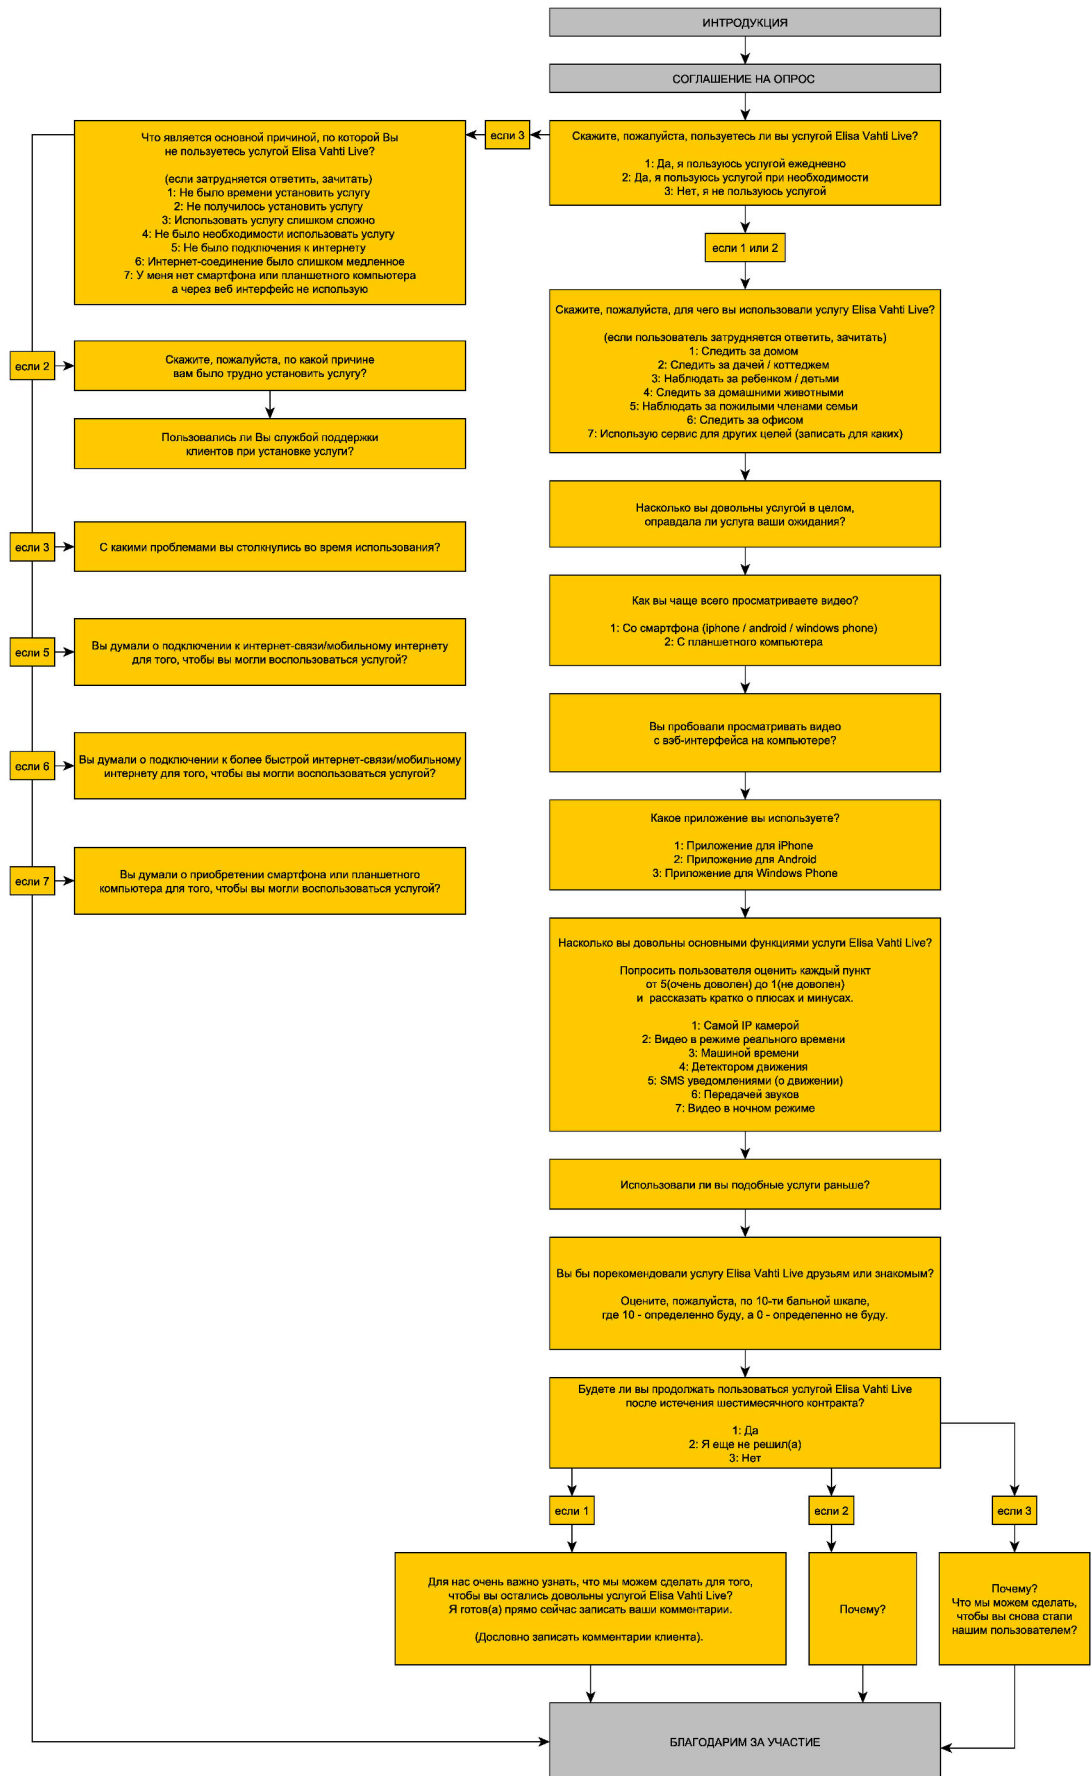 ИНТРОДУКЦИЯ
СОГЛАШЕНИЕ НА ОПРОС
Скажите, пожалуйста, пользуетесь ли вы услугой Elisa Vahti Live?
1: Да, я пользуюсь услугой ежедневно
2: Да, я пользуюсь услугой при необходимости
3: Нет, я не пользуюсь услугой
если 3
Что является основной причиной, по которой Вы
не пользуетесь услугой Elisa Vahti Live?
(если затрудняется ответить, зачитать)
1: Не было времени установить услугу
2: Не получилось установить услугу
3: Использовать услугу слишком сложно
4: Не было необходимости использовать услугу
5: Не было подключения к интернету
6: Интернет-соединение было слишком медленное
7: У меня нет смартфона или планшетного компьютера
а через веб интерфейс не использую
если 2
Скажите, пожалуйста, по какой причине
вам было трудно установить услугу?
Пользовались ли Вы службой поддержки
клиентов при установке услуги?
если 3
С какими проблемами вы столкнулись во время использования?
если 5
Вы думали о подключении к интернет-связи/мобильному интернету
для того, чтобы вы могли воспользоваться услугой?
если 6
Вы думали о подключении к более быстрой интернет-связи/мобильному
интернету для того, чтобы вы могли воспользоваться услугой?
если 7
Вы думали о приобретении смартфона или планшетного
компьютера для того, чтобы вы могли воспользоваться услугой?
если 1 или 2
Скажите, пожалуйста, для чего вы использовали услугу Elisa Vahti Live?
(если пользователь затрудняется ответить, зачитать)
1: Следить за домом
2: Следить за дачей / коттеджем
3: Наблюдать за ребенком / детьми
4: Следить за домашними животными
5: Наблюдать за пожилыми членами семьи
6: Следить за офисом
7: Использую сервис для других целей (записать для каких)
Насколько вы довольны услугой в целом,
оправдала ли услуга ваши ожидания?
Как вы чаще всего просматриваете видео?
1: Со смартфона (iphone / android / windows phone)
2: С планшетного компьютера
Вы пробовали просматривать видео
с вэб-интерфейса на компьютере?
Какое приложение вы используете?
1: Приложение для iPhone
2: Приложение для Android
3: Приложение для Windows Phone
Насколько вы довольны основными функциями услуги Elisa Vahti Live?
Попросить пользователя оценить каждый пункт
от 5(очень доволен) до 1(не доволен)
и рассказать кратко о плюсах и минусах.
1: Самой IP камерой
2: Видео в режиме реального времени
3: Машиной времени
4: Детектором движения
5: SMS уведомлениями (о движении)
6: Передачей звуков
7: Видео в ночном режиме
Использовали ли вы подобные услуги раньше?
Вы бы порекомендовали услугу Elisa Vahti Live друзьям или знакомым?
Оцените, пожалуйста, по 10-ти бальной шкале,
где 10 - определенно буду, а 0 - определенно не буду.
Будете ли вы продолжать пользоваться услугой Elisa Vahti Live
после истечения шестимесячного контракта?
1: Да
2: Я еще не решил(а)
3: Нет
если 1
если 2
если 3
Для нас очень важно узнать, что мы можем сделать для того,
чтобы вы остались довольны услугой Elisa Vahti Live?
Я готов(а) прямо сейчас записать ваши комментарии.
(Дословно записать комментарии клиента).
Почему?
Почему?
Что мы можем сделать,
чтобы вы снова стали
нашим пользователем?
БЛАГОДАРИМ ЗА УЧАСТИЕ